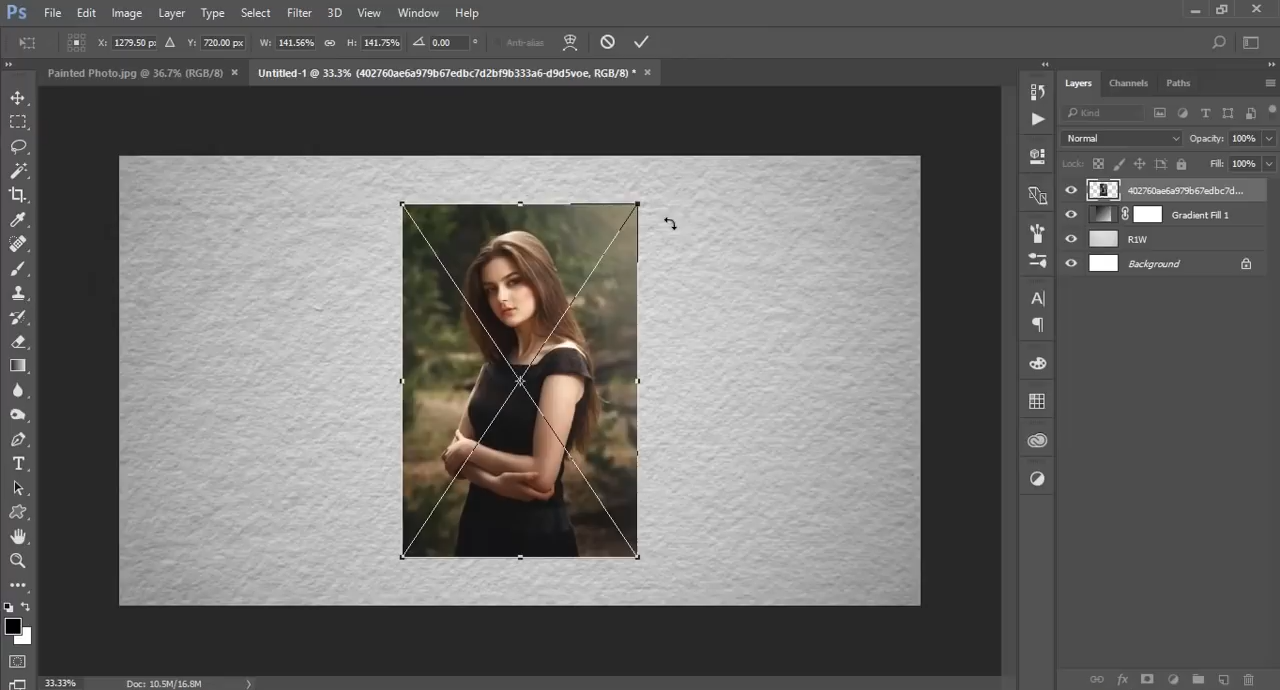 Ps File Edit Image Layer Type Select Filter 3D View Window Help
X: 1279.50 px Y: 720.00 px W: 141.56% H: 141.75% 0.00 ° Anti-alias
Painted Photo.jpg @ 36.7% (RGB/8) × Untitled-1 @ 33.3% (402760ae6a979b67edbc7d2bf9b333a6-d9d5voe, RGB/8) * ×
Layers Channels Paths
Kind T
Normal Opacity: 100%
Lock: Fill: 100%
402760ae6a979b67edbc7d...
Gradient Fill 1
R1W
Background
A
T
33.33% Doc: 10.5M/16.8M
fx